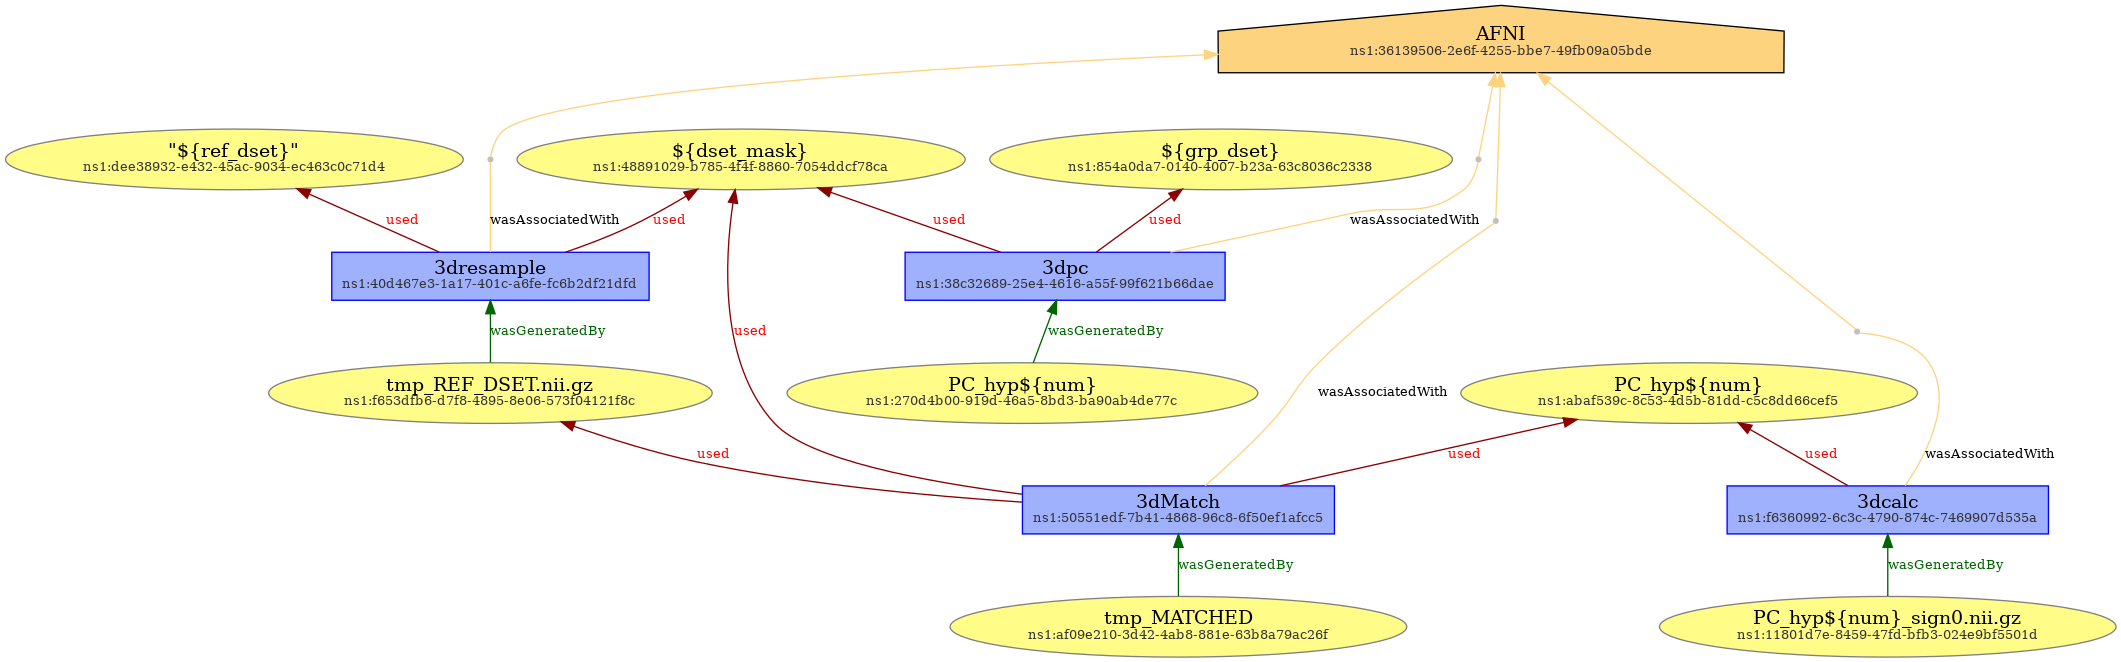 AFNI
ns1:36139506-2e6f-4255-bbe7-49fb09a05bde
"${ref_dset}"
ns1:dee38932-e432-45ac-9034-ec463c0c71d4
${dset_mask}
ns1:48891029-b785-4f4f-8860-7054ddcf78ca
${grp_dset}
ns1:854a0da7-0140-4007-b23a-63c8036c2338
used
wasAssociatedWith
used
used
used
wasAssociatedWith
3dresample
ns1:40d467e3-1a17-401c-a6fe-fc6b2df21dfd
3dpc
ns1:38c32689-25e4-4616-a55f-99f621b66dae
wasGeneratedBy
used
wasGeneratedBy
tmp_REF_DSET.nii.gz
ns1:f653dfb6-d7f8-4895-8e06-573f04121f8c
PC_hyp${num}
ns1:270d4b00-919d-46a5-8bd3-ba90ab4de77c
wasAssociatedWith
PC_hyp${num}
ns1:abaf539c-8c53-4d5b-81dd-c5c8dd66cef5
used
used
used
wasAssociatedWith
3dMatch
ns1:50551edf-7b41-4868-96c8-6f50ef1afcc5
3dcalc
ns1:f6360992-6c3c-4790-874c-7469907d535a
wasGeneratedBy
wasGeneratedBy
tmp_MATCHED
ns1:af09e210-3d42-4ab8-881e-63b8a79ac26f
PC_hyp${num}_sign0.nii.gz
ns1:11801d7e-8459-47fd-bfb3-024e9bf5501d